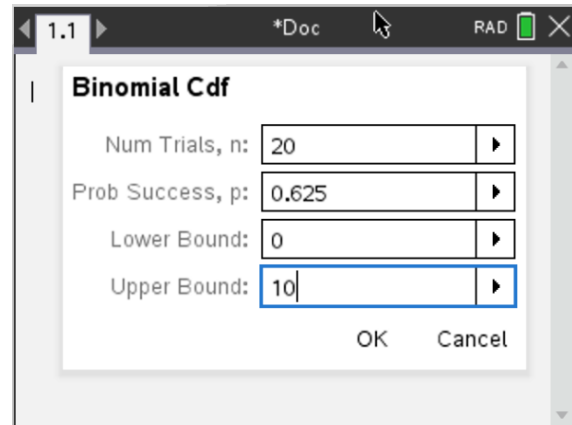 1.1 *Doc RAD
Binomial Cdf
Num Trials, n: 20
Prob Success, p: 0.625
Lower Bound: 0
Upper Bound: 10
OK Cancel